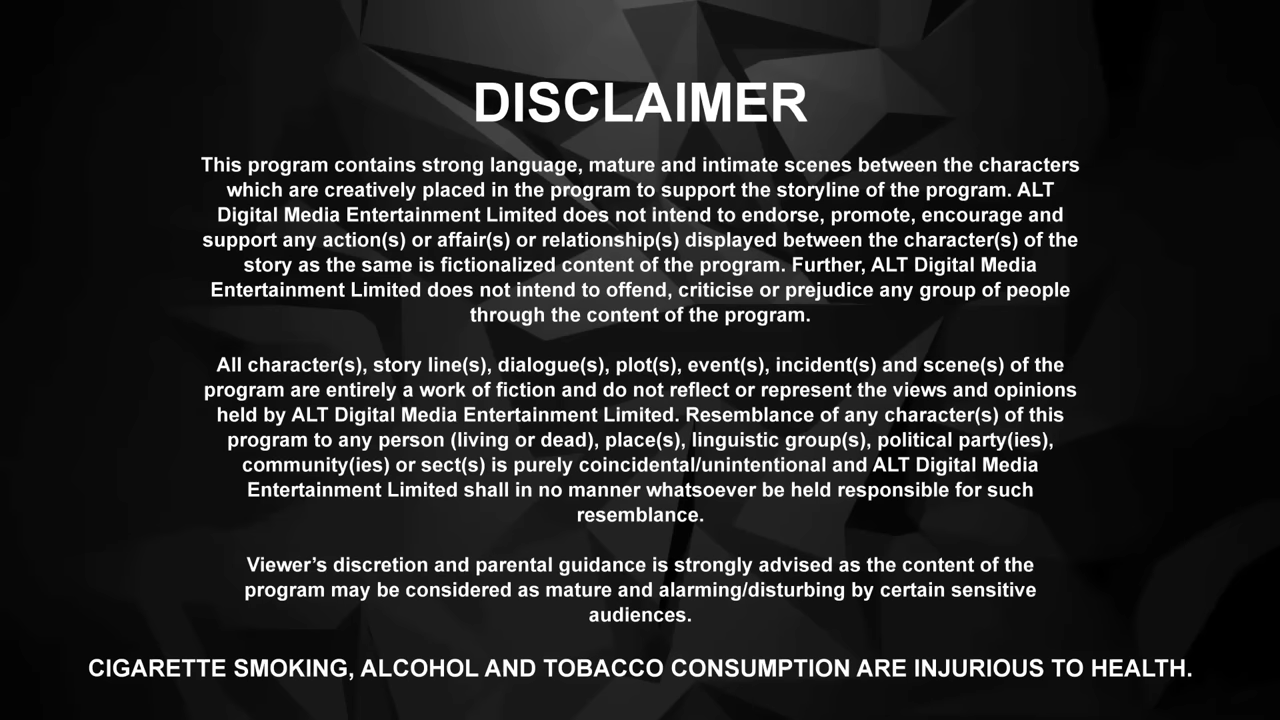 DISCLAIMER
This program contains strong language, mature and intimate scenes between the characters
which are creatively placed in the program to support the storyline of the program. ALT
Digital Media Entertainment Limited does not intend to endorse, promote, encourage and
support any action(s) or affair(s) or relationship(s) displayed between the character(s) of the
story as the same is fictionalized content of the program. Further, ALT Digital Media
Entertainment Limited does not intend to offend, criticise or prejudice any group of people
through the content of the program.
All character(s), story line(s), dialogue(s), plot(s), event(s), incident(s) and scene(s) of the
program are entirely a work of fiction and do not reflect or represent the views and opinions
held by ALT Digital Media Entertainment Limited. Resemblance of any character(s) of this
program to any person (living or dead), place(s), linguistic group(s), political party(ies),
community(ies) or sect(s) is purely coincidental/unintentional and ALT Digital Media
Entertainment Limited shall in no manner whatsoever be held responsible for such
resemblance.
Viewer’s discretion and parental guidance is strongly advised as the content of the
program may be considered as mature and alarming/disturbing by certain sensitive
audiences.
CIGARETTE SMOKING, ALCOHOL AND TOBACCO CONSUMPTION ARE INJURIOUS TO HEALTH.